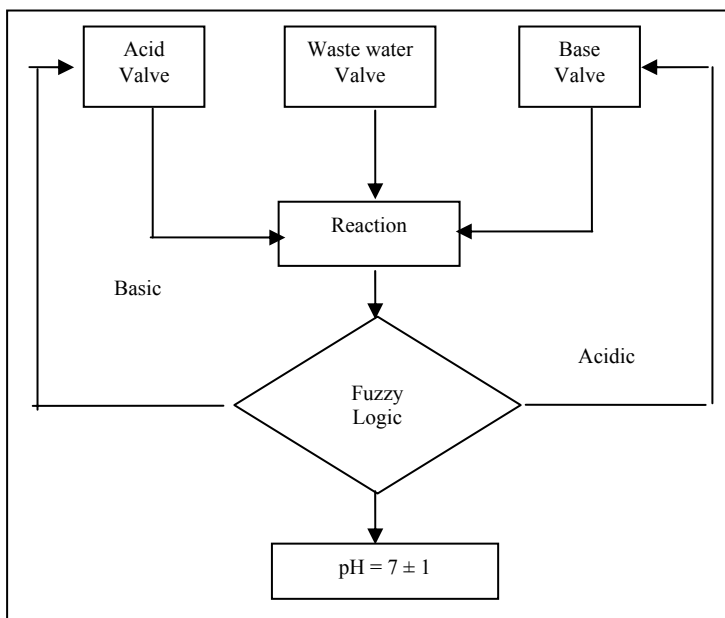 Acid
Valve
Waste water
Valve
Base
Valve
Reaction
Basic
Acidic
Fuzzy
Logic
pH = 7 ± 1